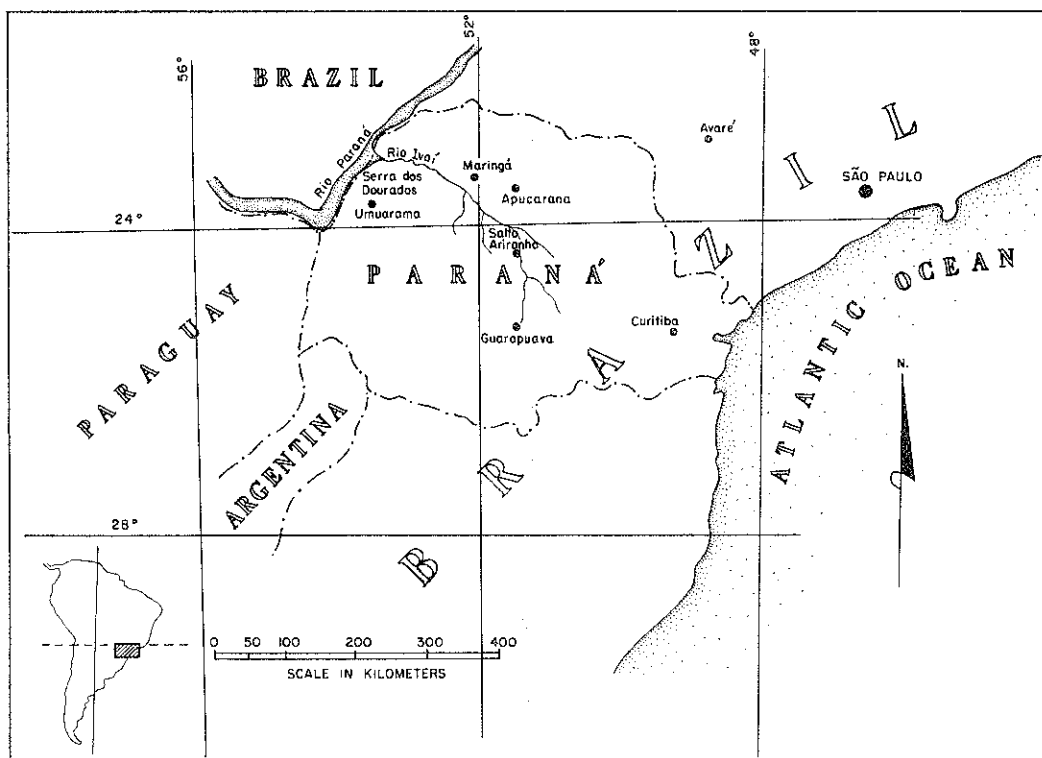 56°
52°
48°
BRAZIL
Rio Paraná
Rio Ivaí
Serra dos
Dourados
Umuarama
Maringá
Apucarana
Avaré
SÃO PAULO
24°
Salto
Ariranha
PARANÁ
Guarapuava
Curitiba
PARAGUAY
ARGENTINA
BRAZIL
ATLANTIC OCEAN
N.
28°
0 50 100 200 300 400
SCALE IN KILOMETERS